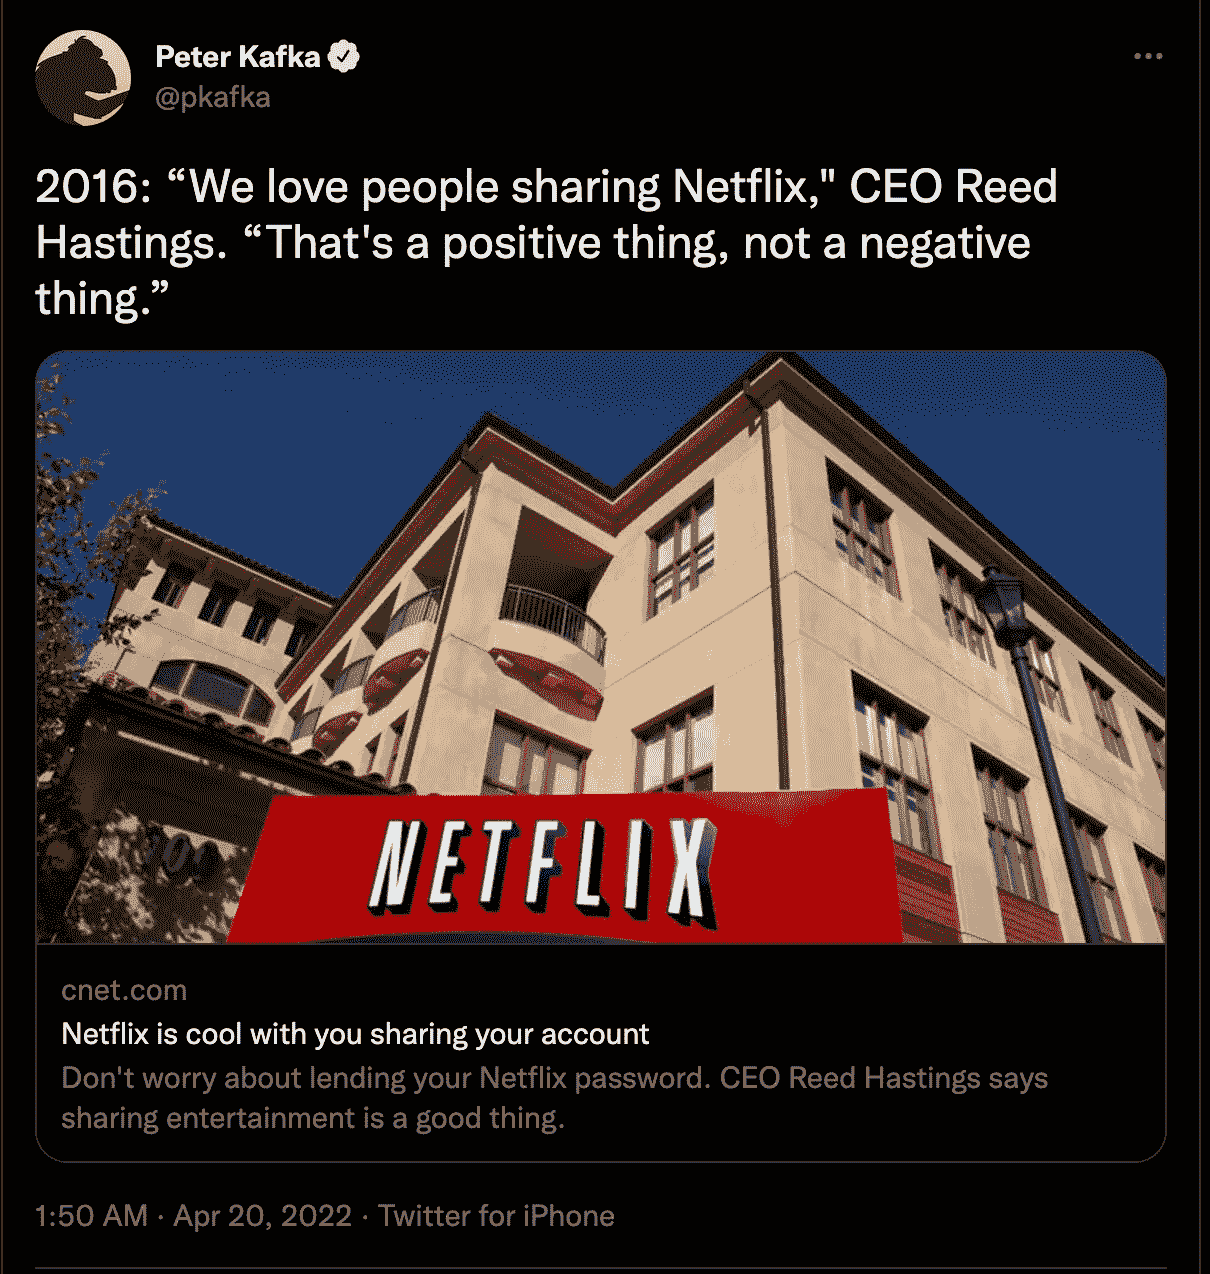 Peter Kafka
@pkafka
2016: “We love people sharing Netflix," CEO Reed
Hastings. “That's a positive thing, not a negative
thing.”
NETFLIX
cnet.com
Netflix is cool with you sharing your account
Don't worry about lending your Netflix password. CEO Reed Hastings says
sharing entertainment is a good thing.
1:50 AM · Apr 20, 2022 · Twitter for iPhone